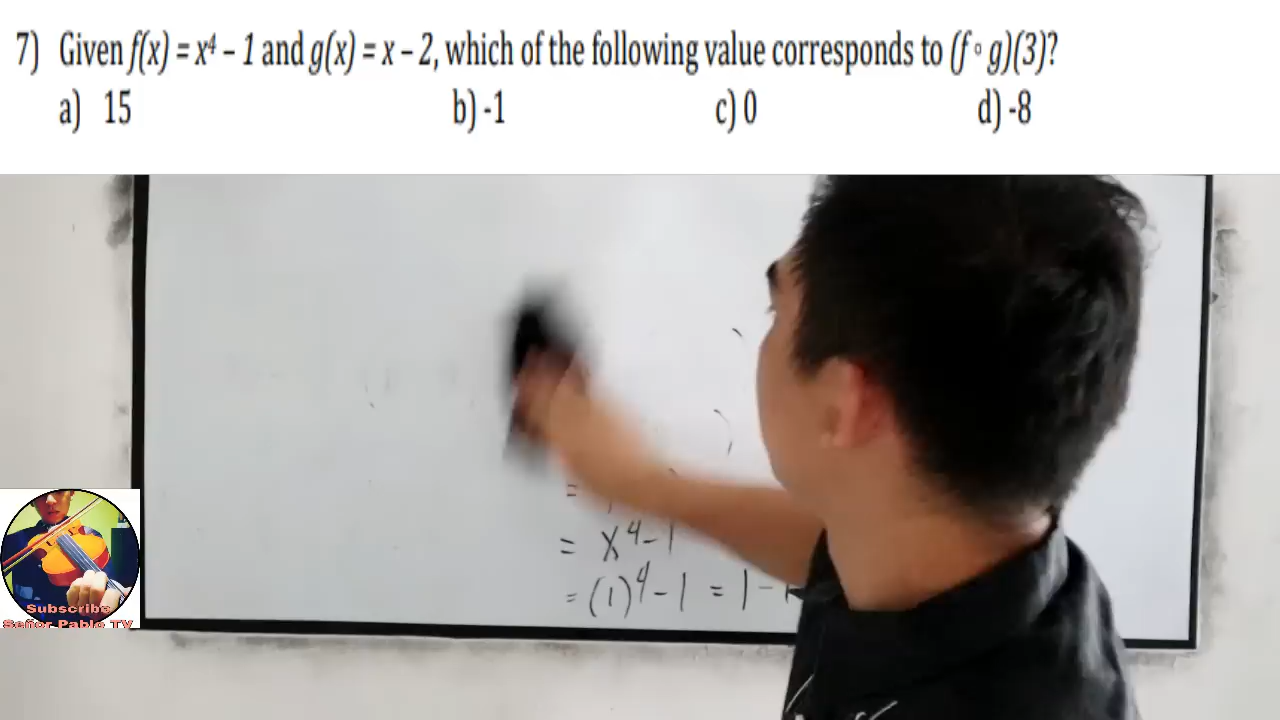 7) Given f(x) = x⁴ – 1 and g(x) = x – 2, which of the following value corresponds to (f ∘ g)(3)?
a) 15 b) -1 c) 0 d) -8
=
= x⁴ - 1
= (1)⁴ - 1 = 1 -
Subscribe
Señor Pablo TV